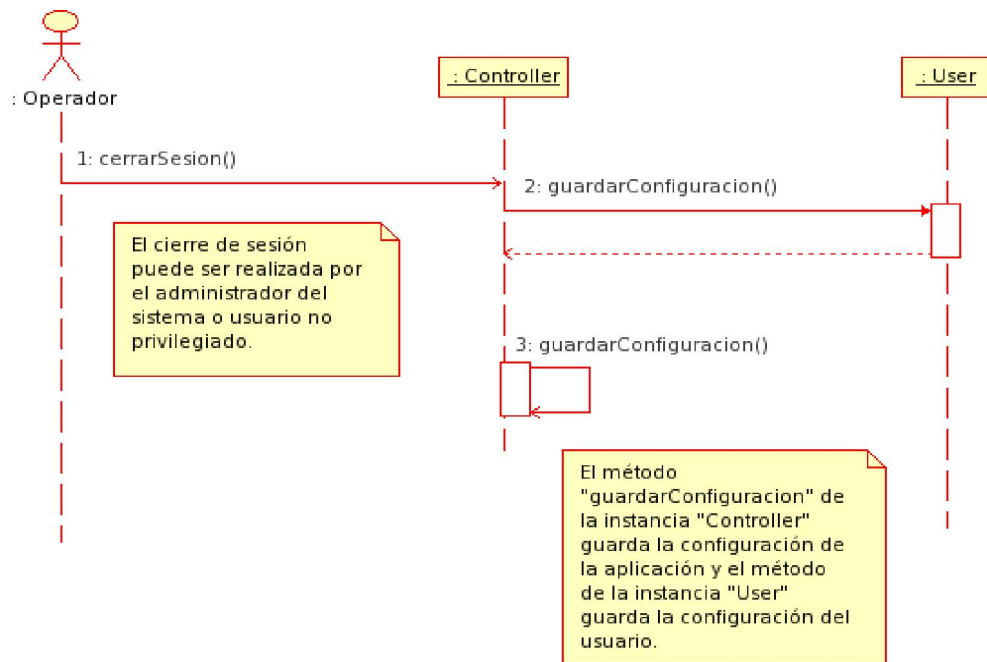 : Operador
: Controller
: User
1: cerrarSesion()
2: guardarConfiguracion()
El cierre de sesión
puede ser realizada por
el administrador del
sistema o usuario no
privilegiado.
3: guardarConfiguracion()
El método
"guardarConfiguracion" de
la instancia "Controller"
guarda la configuración de
la aplicación y el método
de la instancia "User"
guarda la configuración del
usuario.